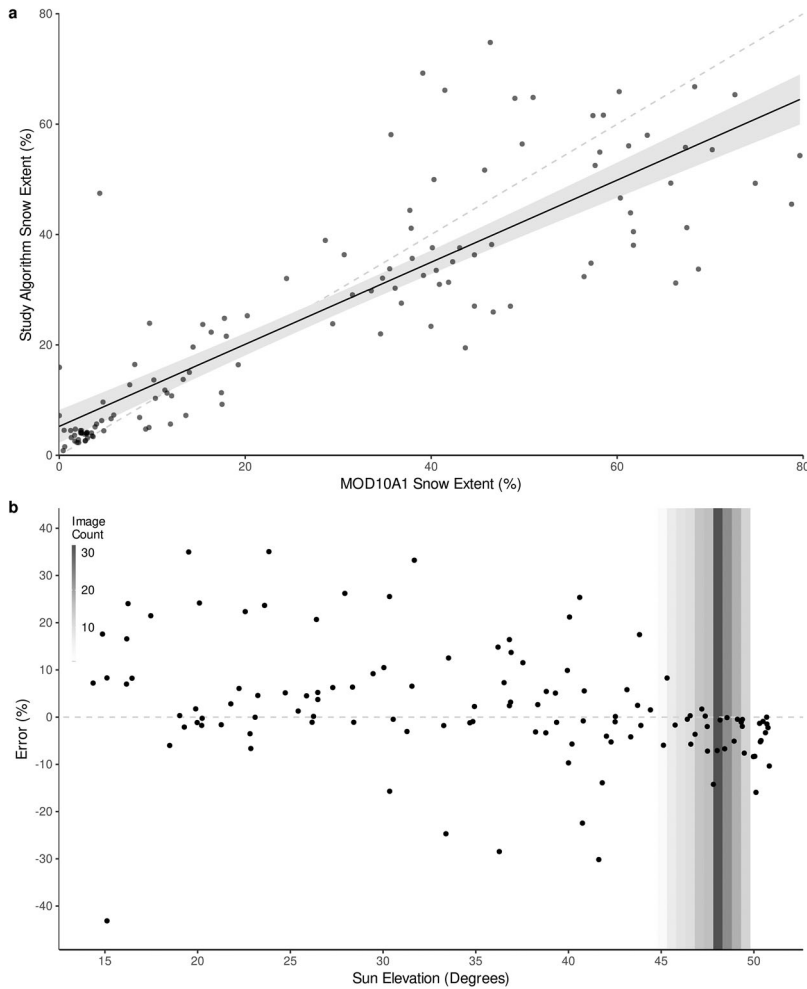 a
80
60
40
20
0
Study Algorithm Snow Extent (%)
0 20 40 60 80
MOD10A1 Snow Extent (%)
b
Image
Count
30
20
10
40
30
20
10
0
-10
-20
-30
-40
Error (%)
15 20 25 30 35 40 45 50
Sun Elevation (Degrees)